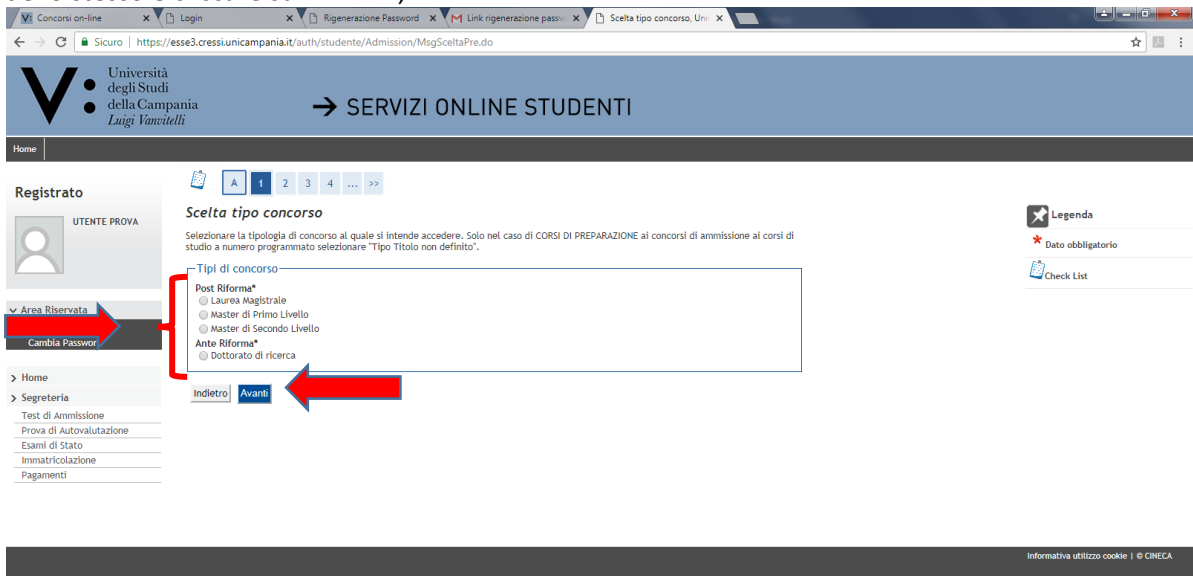 Concorsi on-line
Login
Rigenerazione Password
Link rigenerazione passw
Scelta tipo concorso, Uni
Sicuro | https://esse3.cressi.unicampania.it/auth/studente/Admission/MsgSceltaPre.do
V:
Università
degli Studi
della Campania
Luigi Vanvitelli
→ SERVIZI ONLINE STUDENTI
Home
Registrato
UTENTE PROVA
Area Riservata
Cambia Passwor
Home
Segreteria
Test di Ammissione
Prova di Autovalutazione
Esami di Stato
Immatricolazione
Pagamenti
A 1 2 3 4 ... >>
Scelta tipo concorso
Selezionare la tipologia di concorso al quale si intende accedere. Solo nel caso di CORSI DI PREPARAZIONE ai concorsi di ammissione ai corsi di
studio a numero programmato selezionare "Tipo Titolo non definito".
Tipi di concorso
Post Riforma*
Laurea Magistrale
Master di Primo Livello
Master di Secondo Livello
Ante Riforma*
Dottorato di ricerca
Indietro Avanti
Legenda
* Dato obbligatorio
Check List
Informativa utilizzo cookie | © CINECA